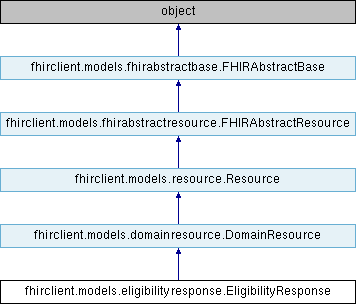 object
fhirclient.models.fhirabstractbase.FHIRAbstractBase
fhirclient.models.fhirabstractresource.FHIRAbstractResource
fhirclient.models.resource.Resource
fhirclient.models.domainresource.DomainResource
fhirclient.models.eligibilityresponse.EligibilityResponse